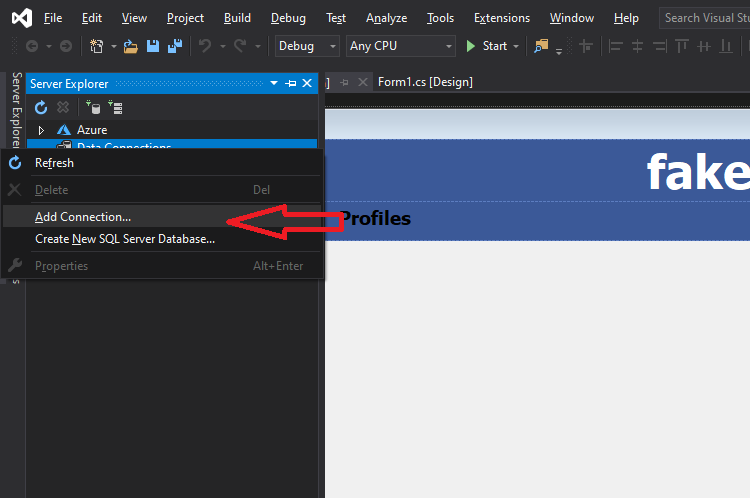 File Edit View Project Build Debug Test Analyze Tools Extensions Window Help Search Visual Stu
Debug Any CPU Start
Server Explorer
Server Explorer
Form1.cs [Design]
Azure
Data Connections
Refresh
Delete Del
Add Connection...
Create New SQL Server Database...
Properties Alt+Enter
fake
Profiles